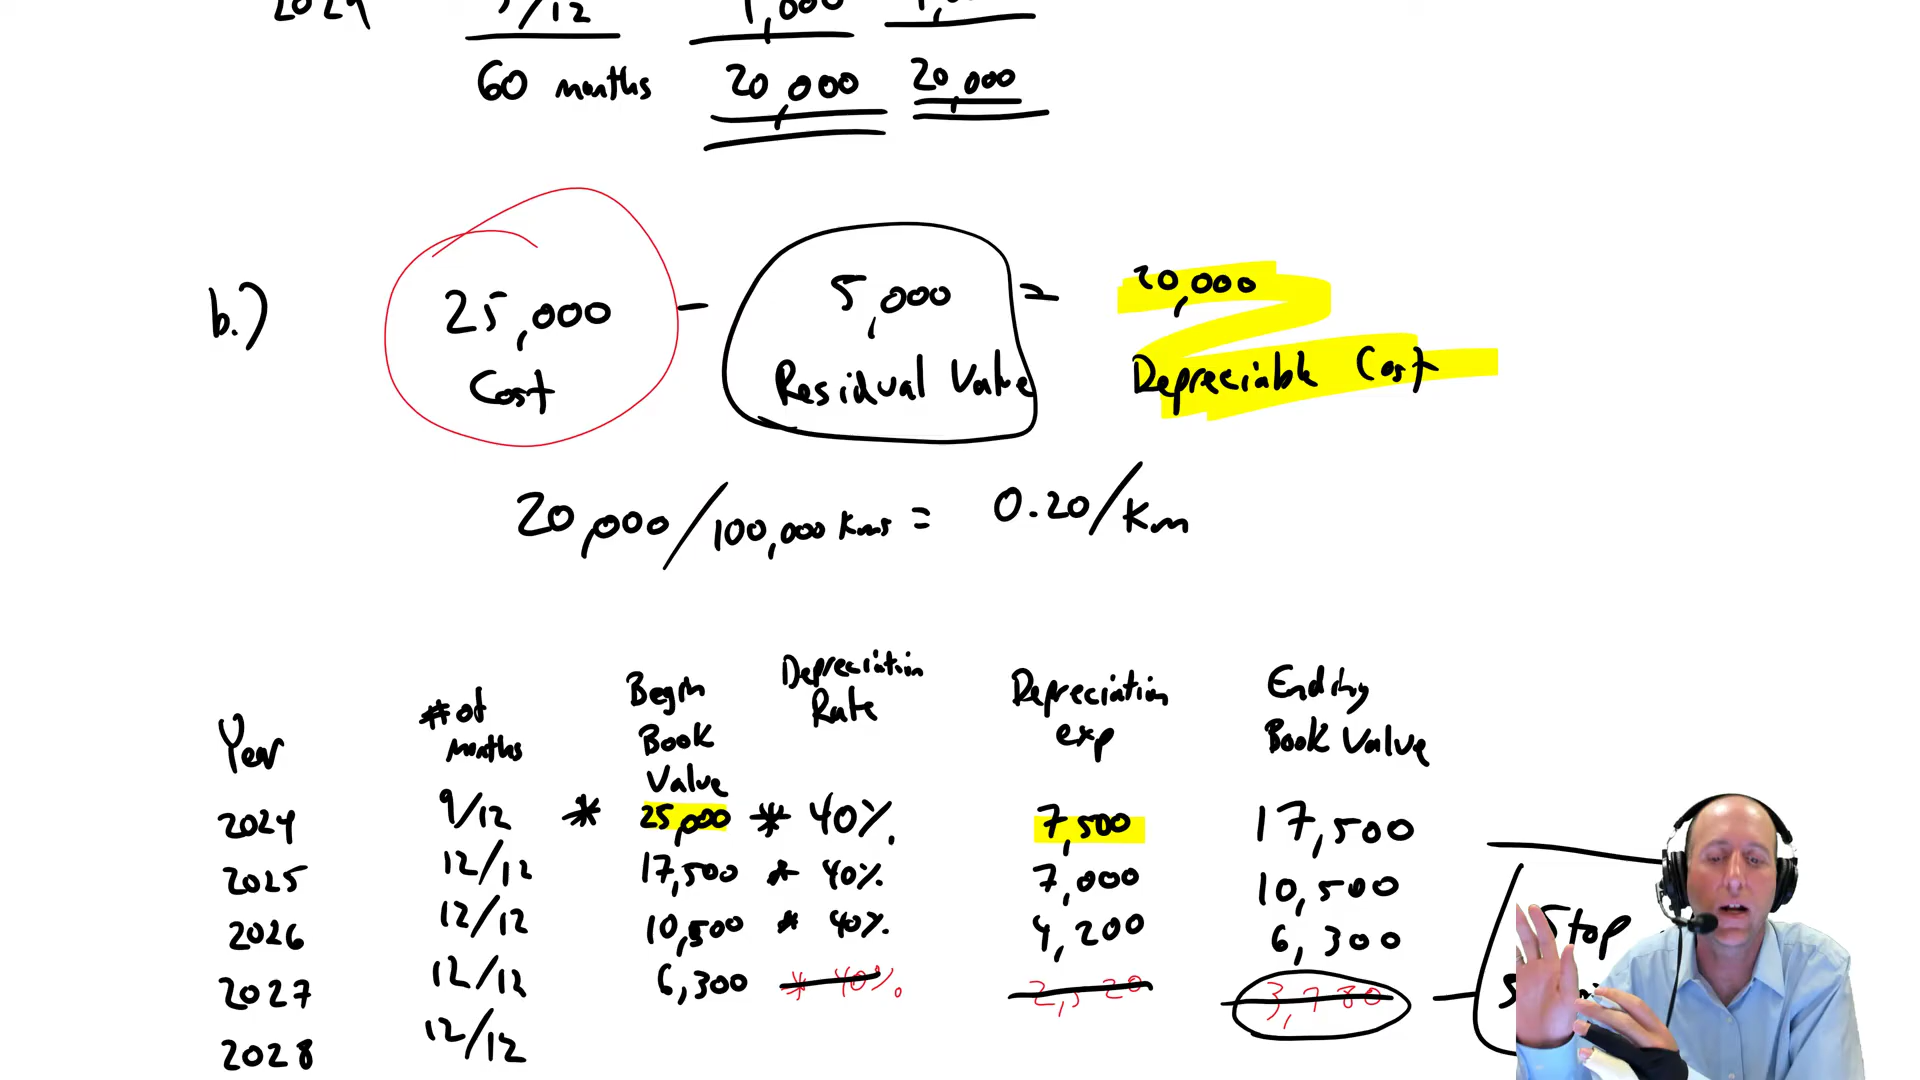 2029
/12
60 months 20,000 20,000
b.) 25,000 - 5,000 = 20,000
Cost Residual Value Depreciable Cost
20,000/100,000 kms = 0.20/km
Year # of months Begin Book Value Depreciation Rate Depreciation exp Ending Book Value
2024 9/12 * 25,000 * 40% 7,500 17,500
2025 12/12 17,500 * 40% 7,000 10,500
2026 12/12 10,500 * 40% 4,200 6,300
2027 12/12 6,300 * 40% 2,520 3,780
2028 12/12
Stop